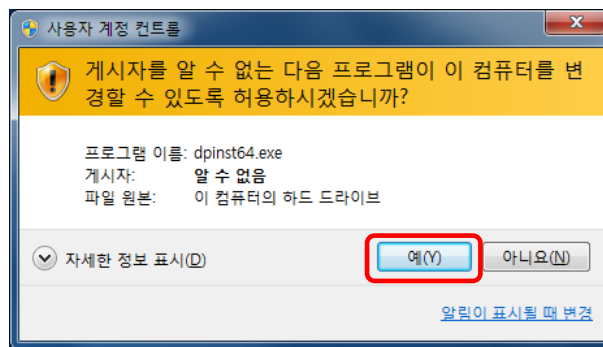 사용자 계정 컨트롤
게시자를 알 수 없는 다음 프로그램이 이 컴퓨터를 변
경할 수 있도록 허용하시겠습니까?
프로그램 이름: dpinst64.exe
게시자: 알 수 없음
파일 원본: 이 컴퓨터의 하드 드라이브
자세한 정보 표시(D) 예(Y) 아니요(N)
알림이 표시될 때 변경